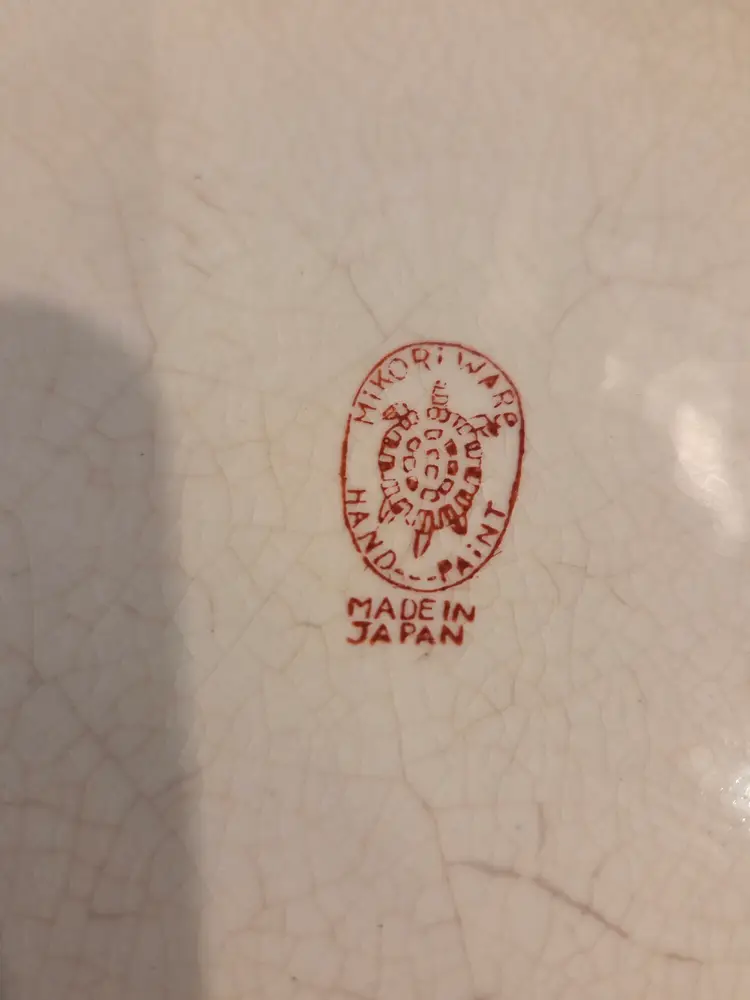 MiKORi WARE
HAND---PAiNT
MADE IN
JAPAN